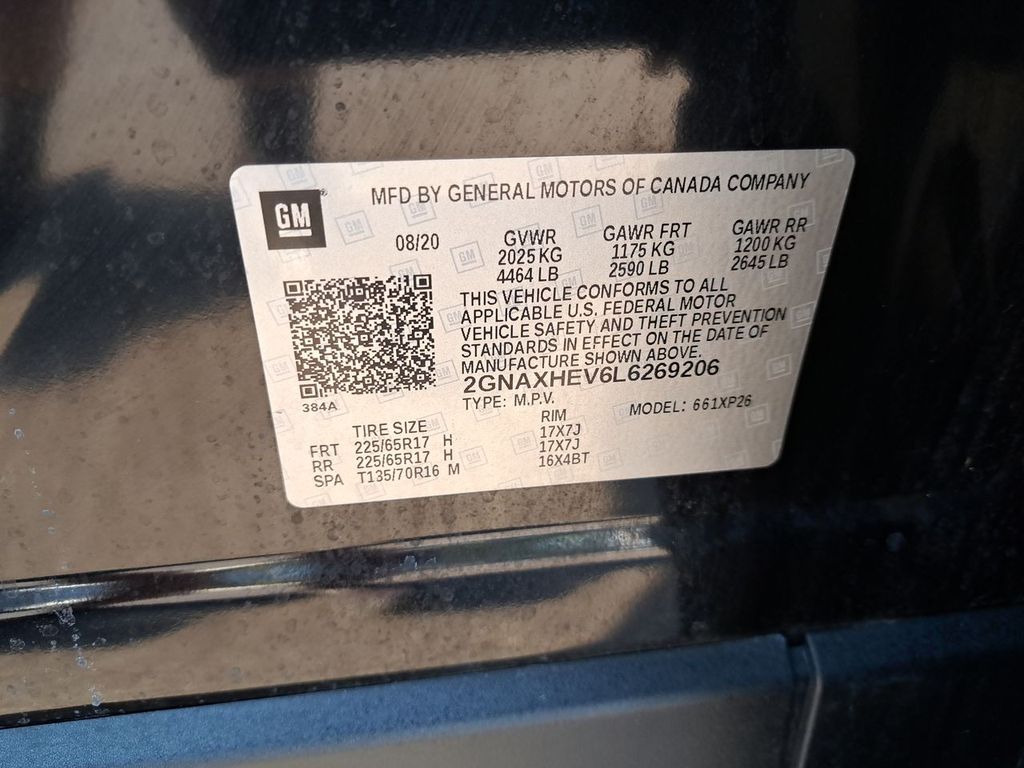 GM
MFD BY GENERAL MOTORS OF CANADA COMPANY
08/20
GVWR GAWR FRT GAWR RR
2025 KG 1175 KG 1200 KG
4464 LB 2590 LB 2645 LB
THIS VEHICLE CONFORMS TO ALL
APPLICABLE U.S. FEDERAL MOTOR
VEHICLE SAFETY AND THEFT PREVENTION
STANDARDS IN EFFECT ON THE DATE OF
MANUFACTURE SHOWN ABOVE.
2GNAXHEV6L6269206
TYPE: M.P.V.
384A
MODEL: 661XP26
TIRE SIZE RIM
FRT 225/65R17 H 17X7J
RR 225/65R17 H 17X7J
SPA T135/70R16 M 16X4BT